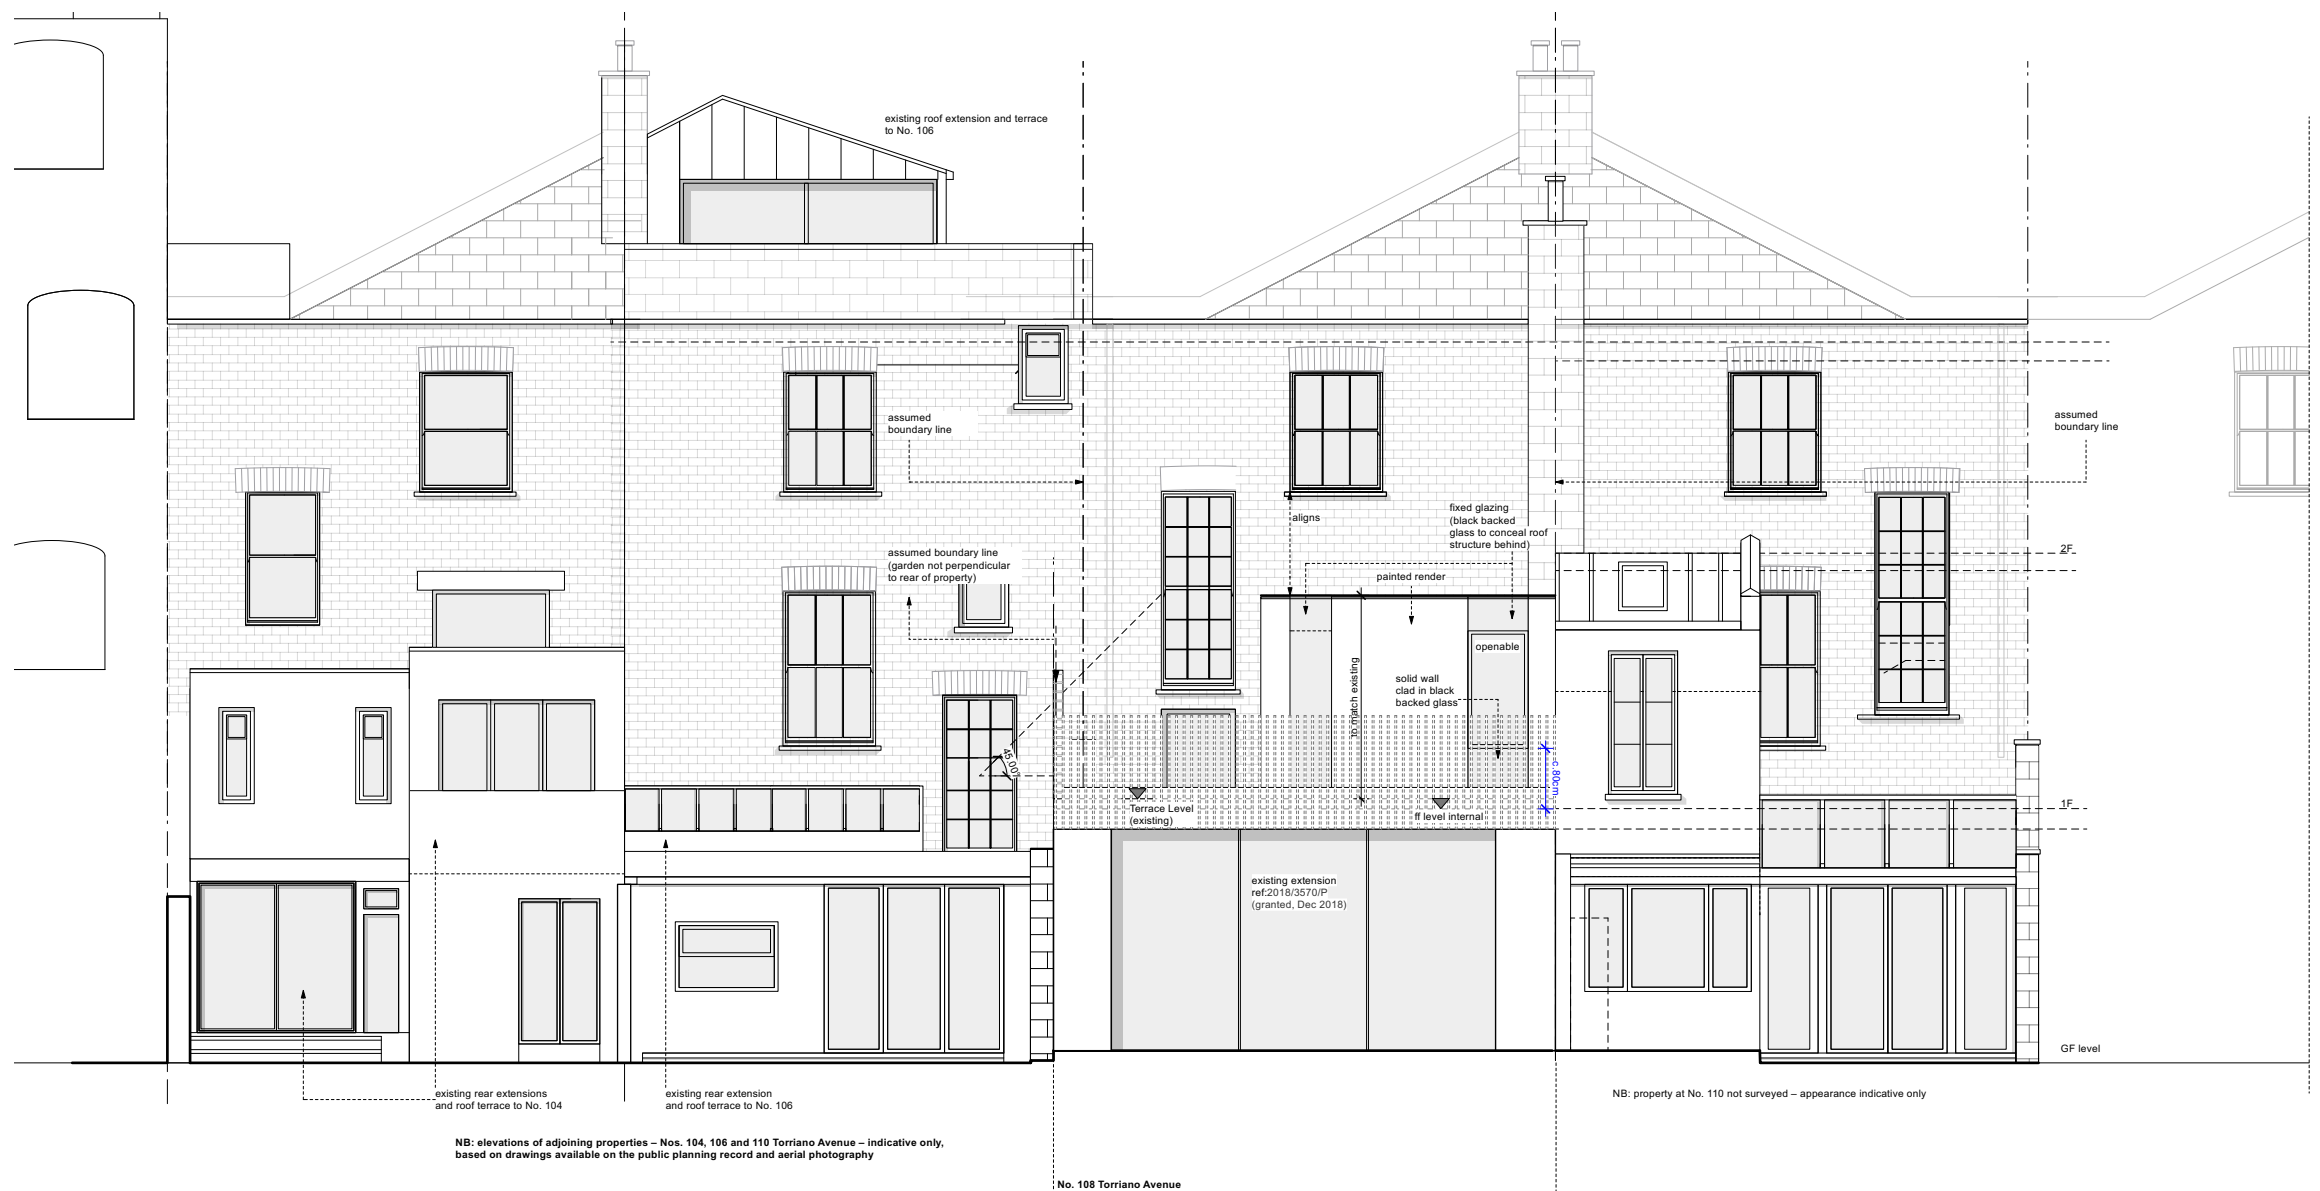 existing roof extension and terrace
to No. 106
assumed
boundary line
assumed
boundary line
fixed glazing
(black backed
glass to conceal roof
structure behind)
aligns
assumed boundary line
(garden not perpendicular
to rear of property)
2F
painted render
openable
to match existing
solid wall
clad in black
backed glass
45.00°
c.80cm
Terrace Level
(existing)
ff level internal
1F
existing extension
ref:2018/3570/P
(granted, Dec 2018)
GF level
existing rear extensions
and roof terrace to No. 104
existing rear extension
and roof terrace to No. 106
NB: property at No. 110 not surveyed – appearance indicative only
NB: elevations of adjoining properties – Nos. 104, 106 and 110 Torriano Avenue – indicative only,
based on drawings available on the public planning record and aerial photography
No. 108 Torriano Avenue